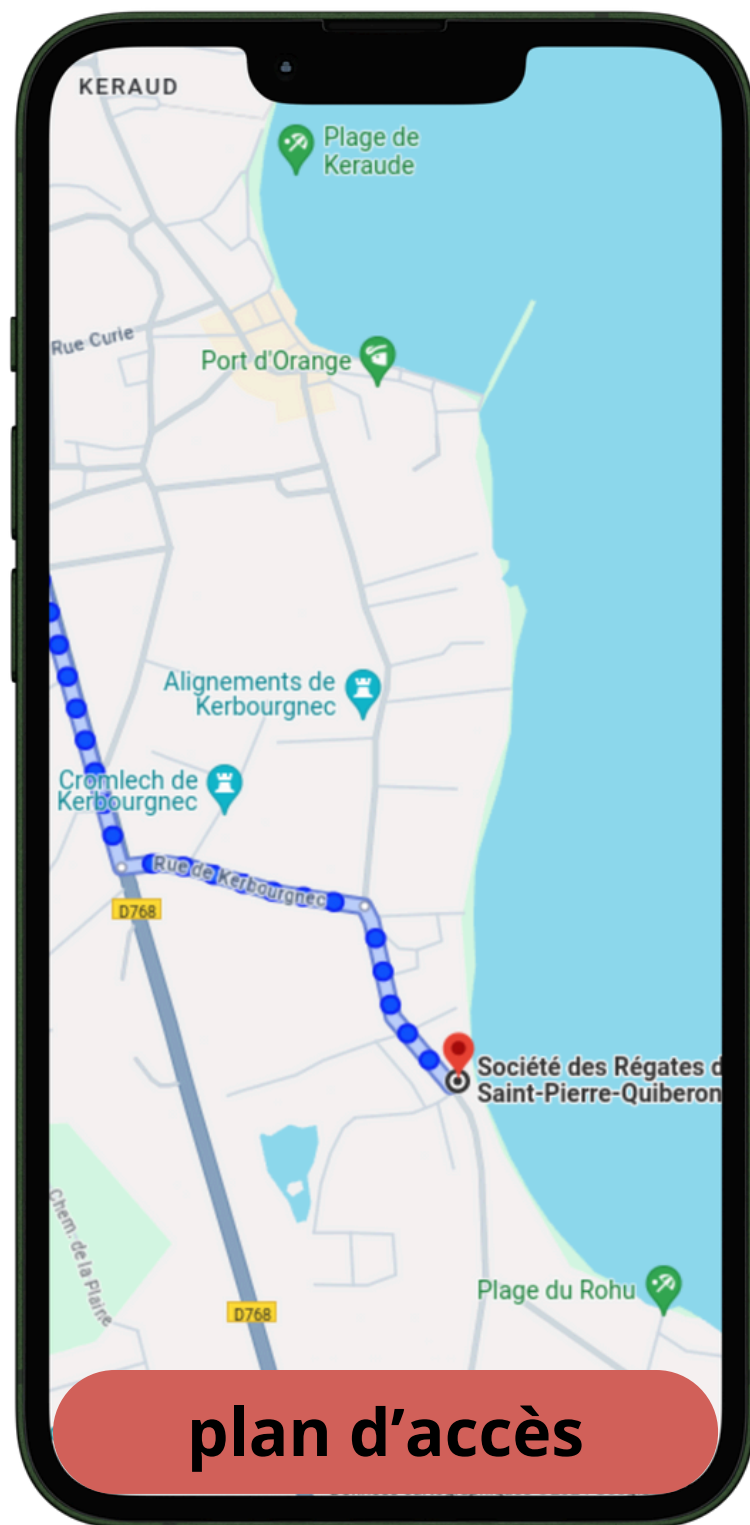 KERAUD
Plage de
Keraude
Rue Curie
Port d'Orange
Alignements de
Kerbourgnec
Cromlech de
Kerbourgnec
Rue de Kerbourgnec
D768
Société des Régates d
Saint-Pierre-Quiberon
Chem. de la Plaine
Plage du Rohu
D768
plan d’accès